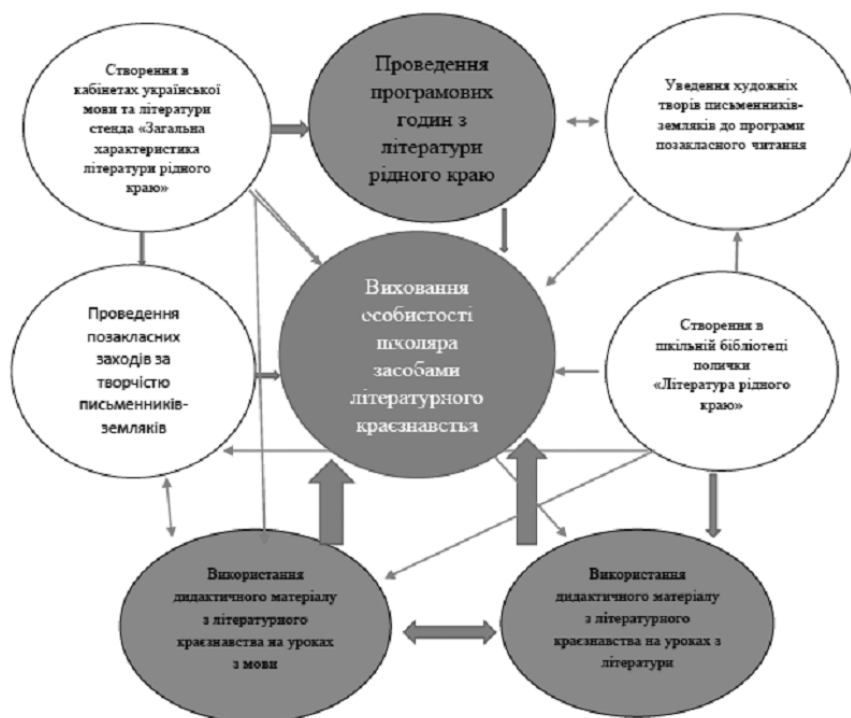 Створення в
кабінетах української
мови та літератури
стенда «Загальна
характеристика
літератури рідного
краю»
Проведення
програмових
годин з
літератури
рідного краю
Уведення художніх
творів письменників-
земляків до програми
позакласного читання
Проведення
позакласних
заходів за
творчістю
письменників-
земляків
Виховання
особистості
школяра
засобами
літературного
краєзнавства
Створення в
шкільній бібліотеці
полички
«Література рідного
краю»
Використання
дидактичного матеріалу
з літературного
краєзнавства на уроках
з мови
Використання
дидактичного матеріалу
з літературного
краєзнавства на уроках з
літератури